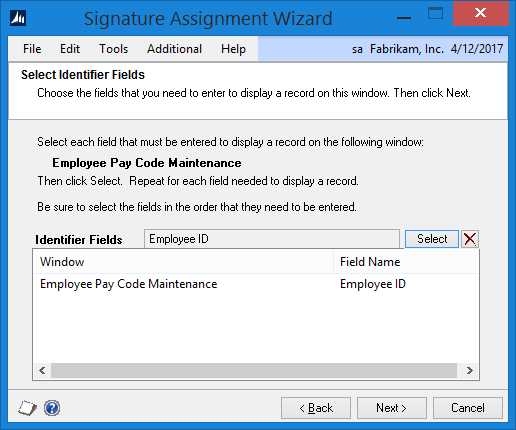 Signature Assignment Wizard
File Edit Tools Additional Help sa Fabrikam, Inc. 4/12/2017
Select Identifier Fields
Choose the fields that you need to enter to display a record on this window. Then click Next.
Select each field that must be entered to display a record on the following window:
Employee Pay Code Maintenance
Then click Select. Repeat for each field needed to display a record.
Be sure to select the fields in the order that they need to be entered.
Identifier Fields Employee ID Select
Window Field Name
Employee Pay Code Maintenance Employee ID
< Back Next > Cancel